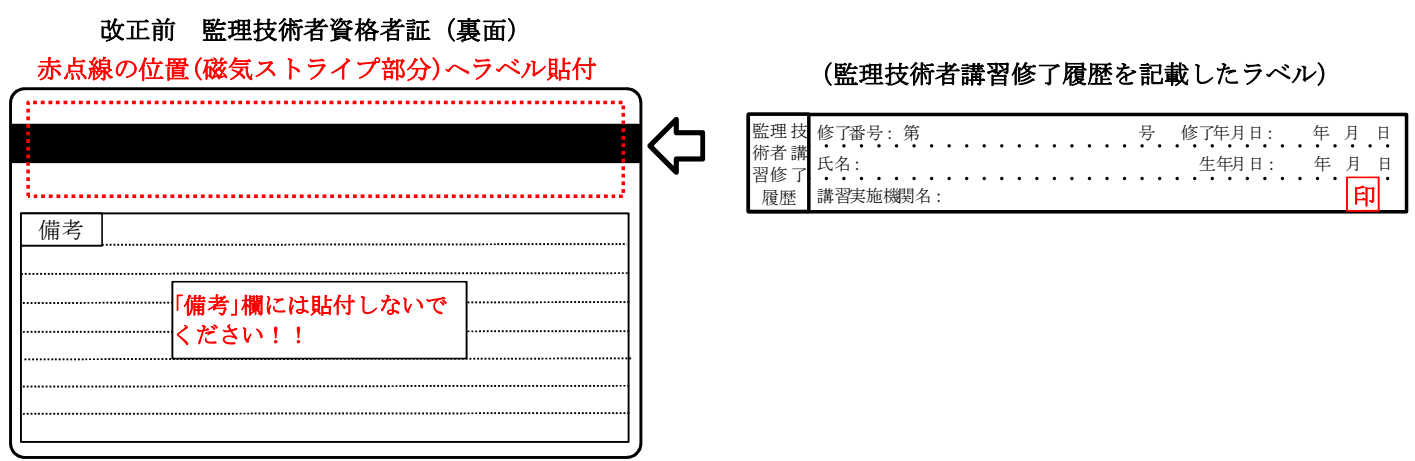 改正前 監理技術者資格者証（裏面）
赤点線の位置(磁気ストライプ部分)へラベル貼付
備考
「備考」欄には貼付しないで
ください！！
（監理技術者講習修了履歴を記載したラベル）
監理技
術者講
習修了
履歴
修了番号：第 号 修了年月日： 年 月 日
氏名： 生年月日： 年 月 日
講習実施機関名：
印